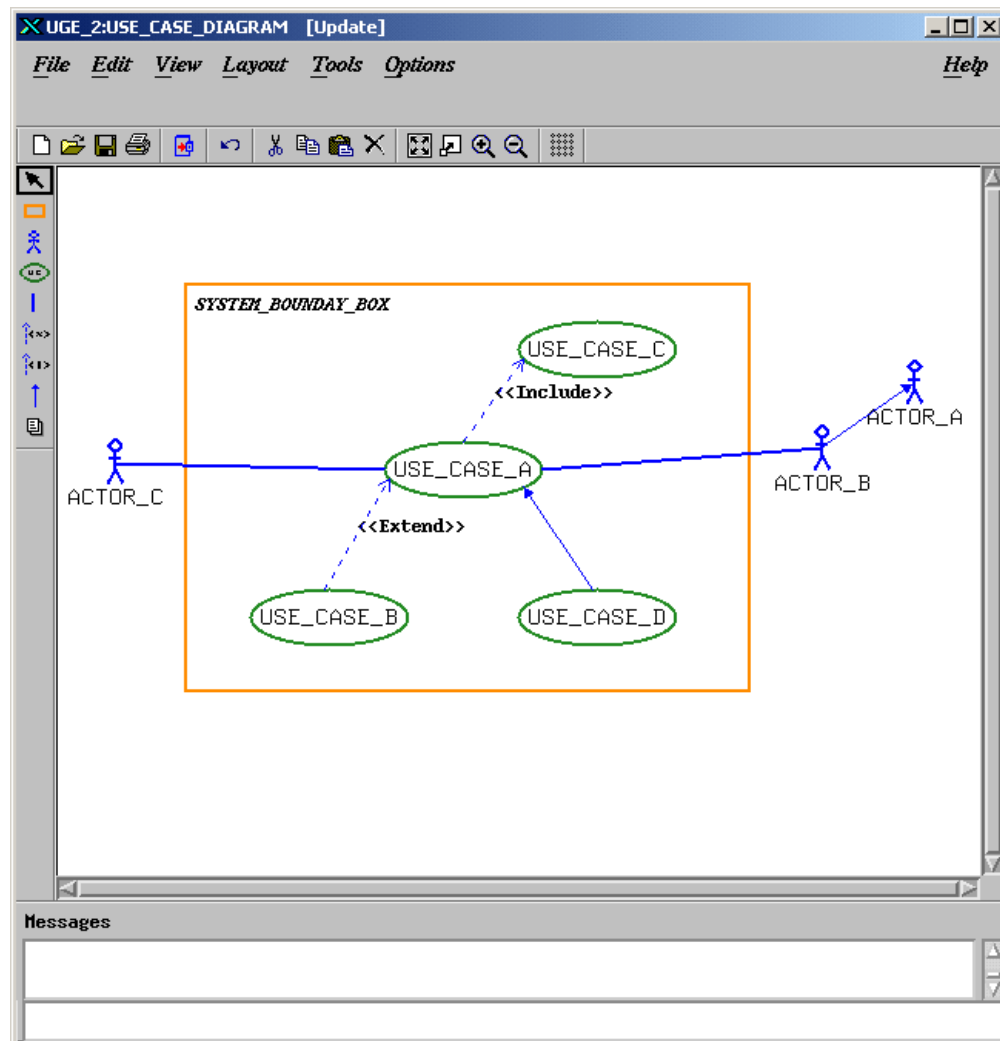 UGE_2:USE_CASE_DIAGRAM [Update]
File Edit View Layout Tools Options Help
uc
<x>
<I>
SYSTEM_BOUNDAY_BOX
USE_CASE_C
<<Include>>
ACTOR_A
USE_CASE_A
ACTOR_B
ACTOR_C
<<Extend>>
USE_CASE_B
USE_CASE_D
Messages